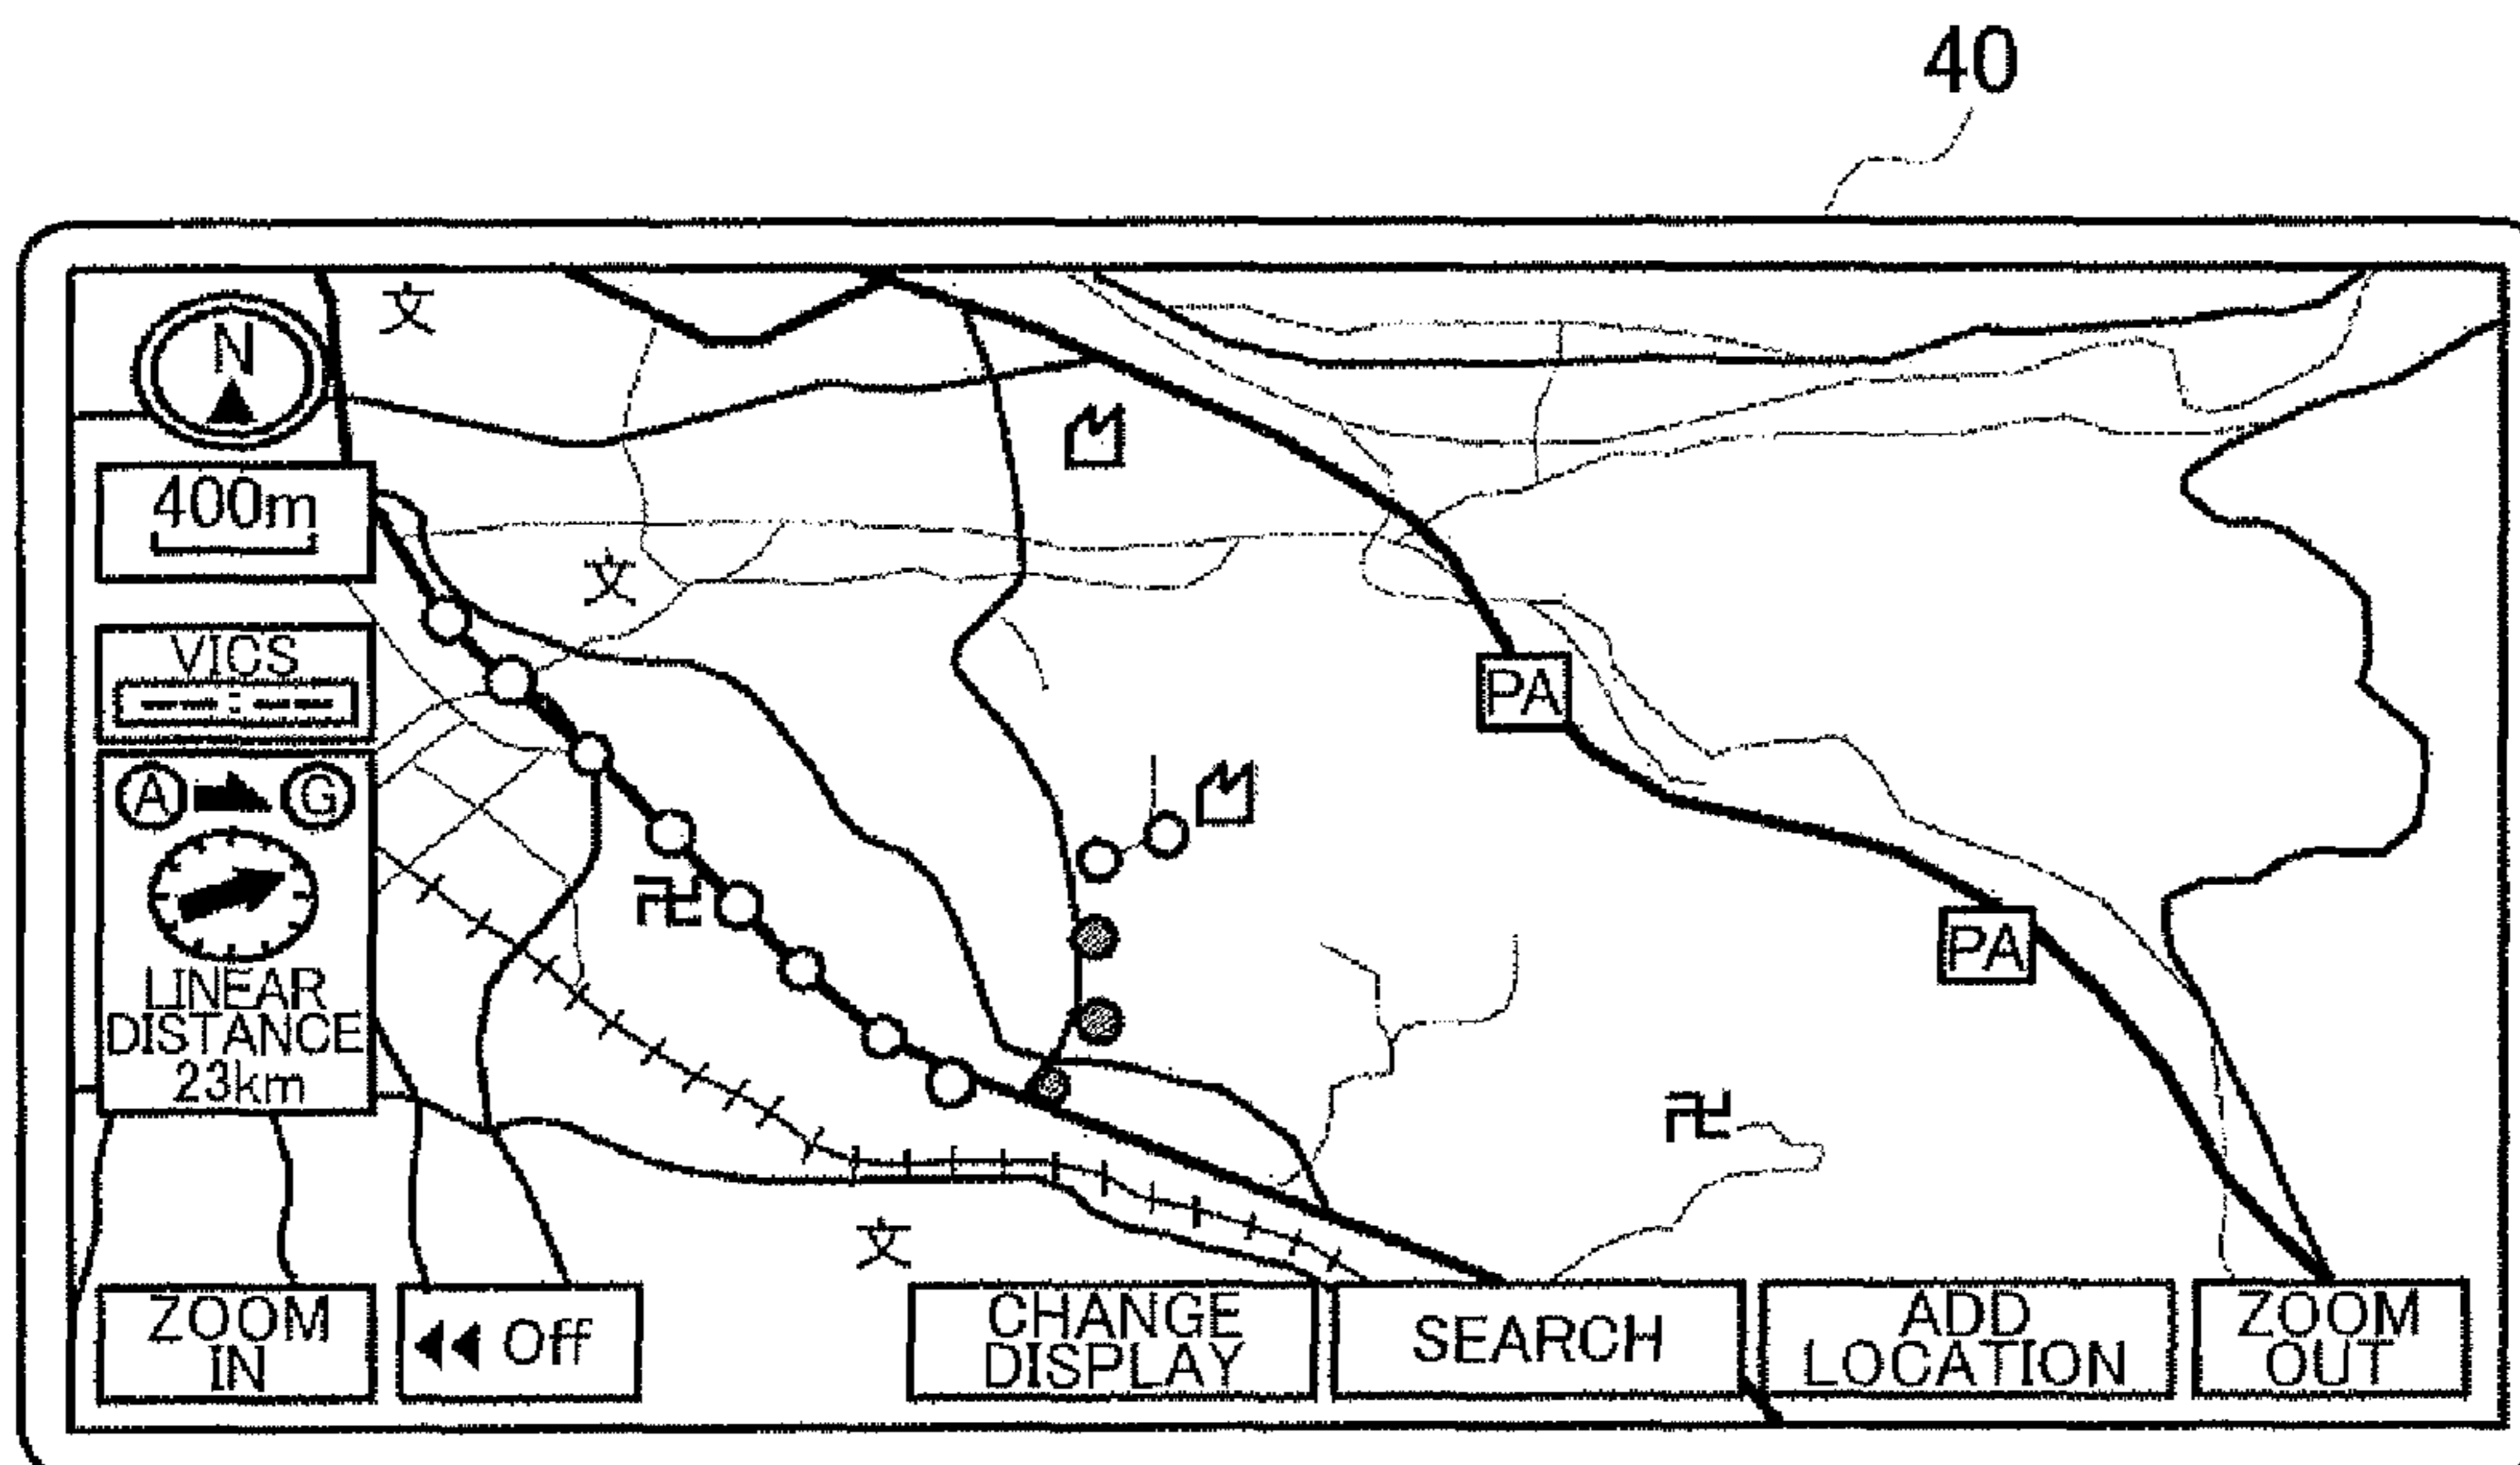 40
文
N
400m
文
VICS
--:--
PA
A G
LINEAR
DISTANCE
23km
卍
PA
卍
文
ZOOM
IN
◀◀ Off
CHANGE
DISPLAY
SEARCH
ADD
LOCATION
ZOOM
OUT